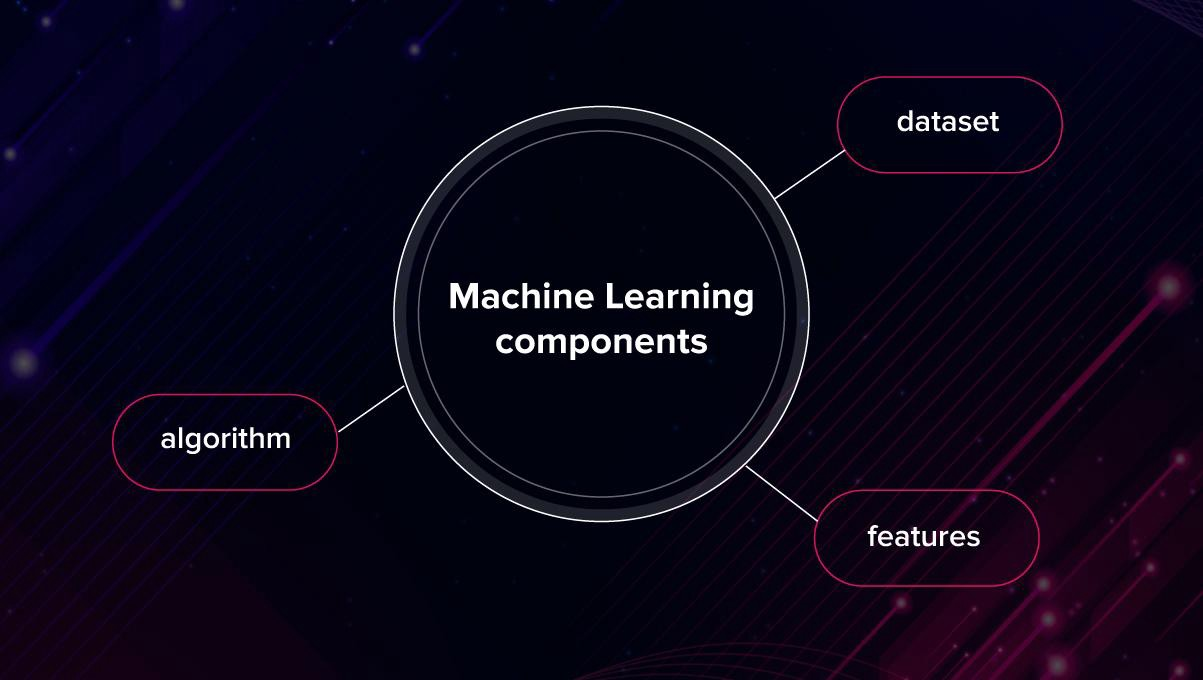 dataset
Machine Learning
components
algorithm
features